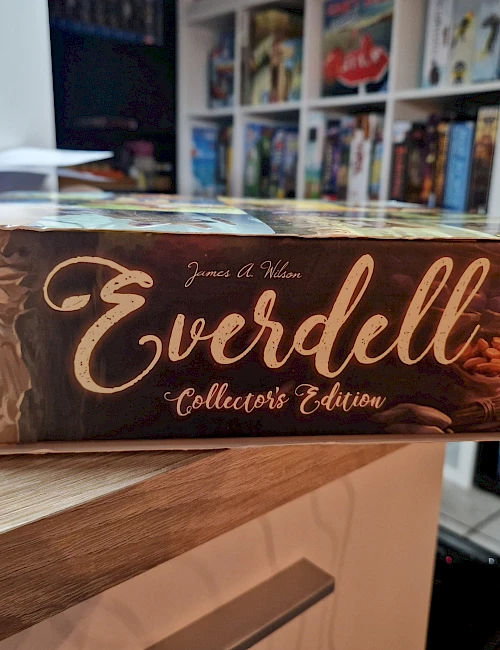 James A. Wilson
Everdell
Collector's Edition